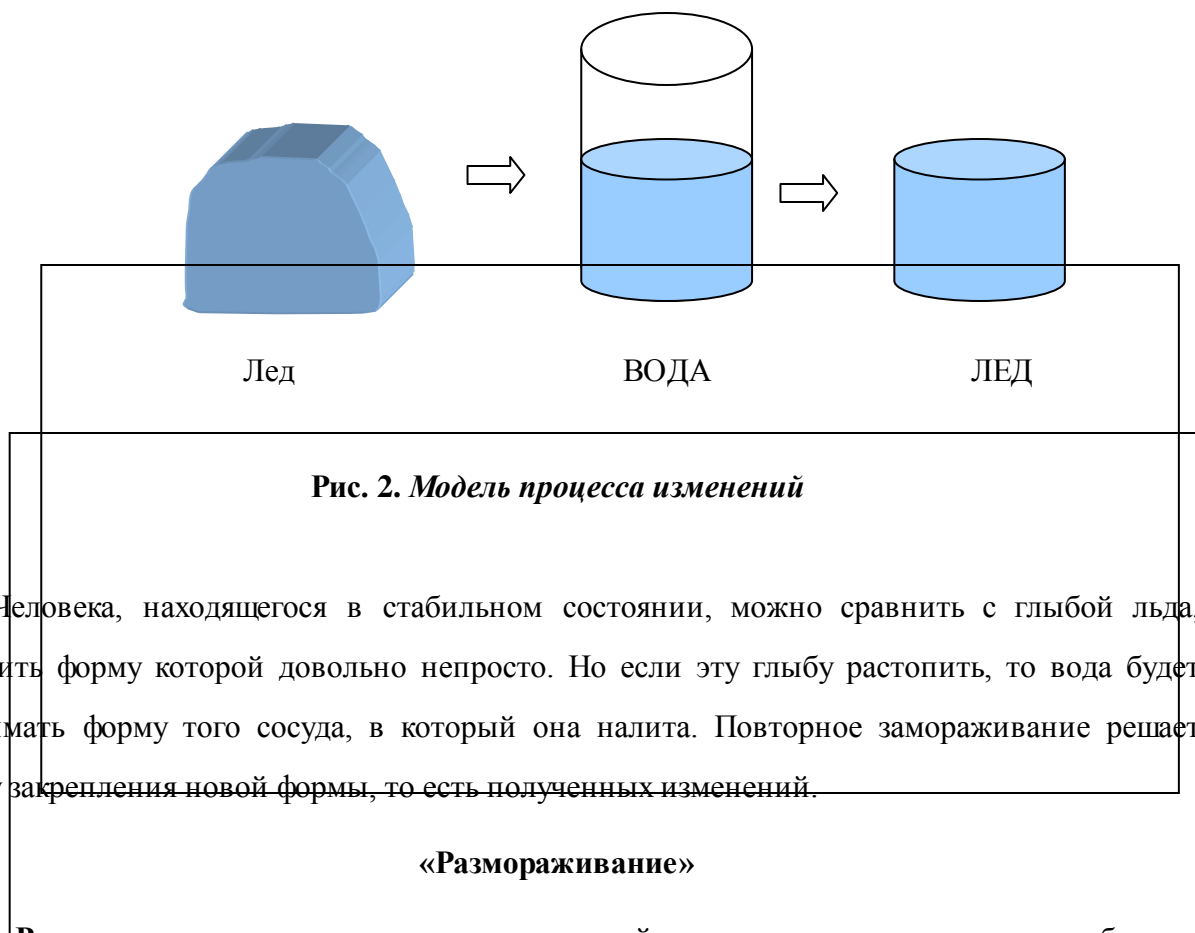 Лед ВОДА ЛЕД
Рис. 2. Модель процесса изменений
Человека, находящегося в стабильном состоянии, можно сравнить с глыбой льда,
ить форму которой довольно непросто. Но если эту глыбу растопить, то вода будет
мать форму того сосуда, в который она налита. Повторное замораживание решает
закрепления новой формы, то есть полученных изменений.
«Размораживание»